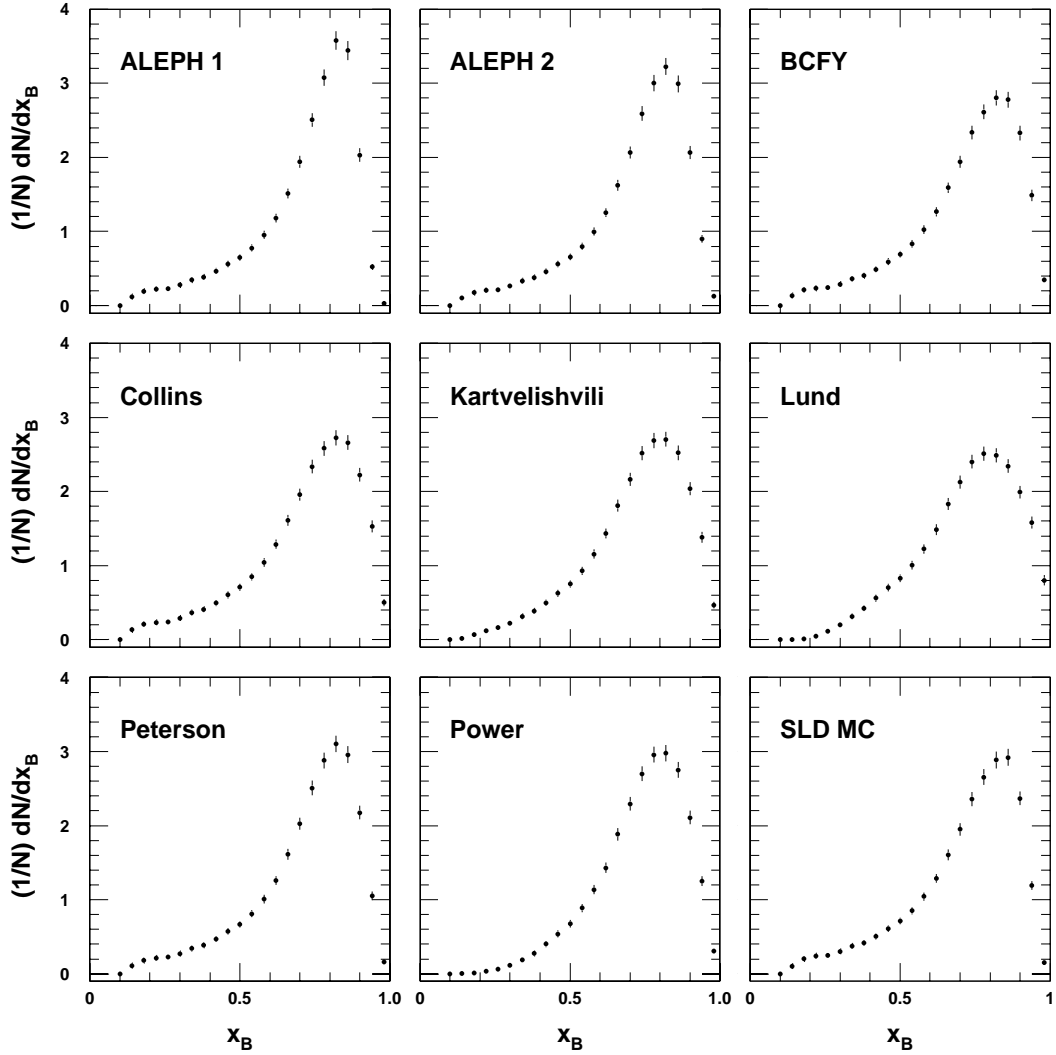 4
ALEPH 1
ALEPH 2
BCFY
3
2
1
0
(1/N) dN/dx_B
4
Collins
Kartvelishvili
Lund
3
2
1
0
(1/N) dN/dx_B
4
Peterson
Power
SLD MC
3
2
1
0
(1/N) dN/dx_B
0 0.5 1.0 0 0.5 1.0 0 0.5 1
x_B x_B x_B